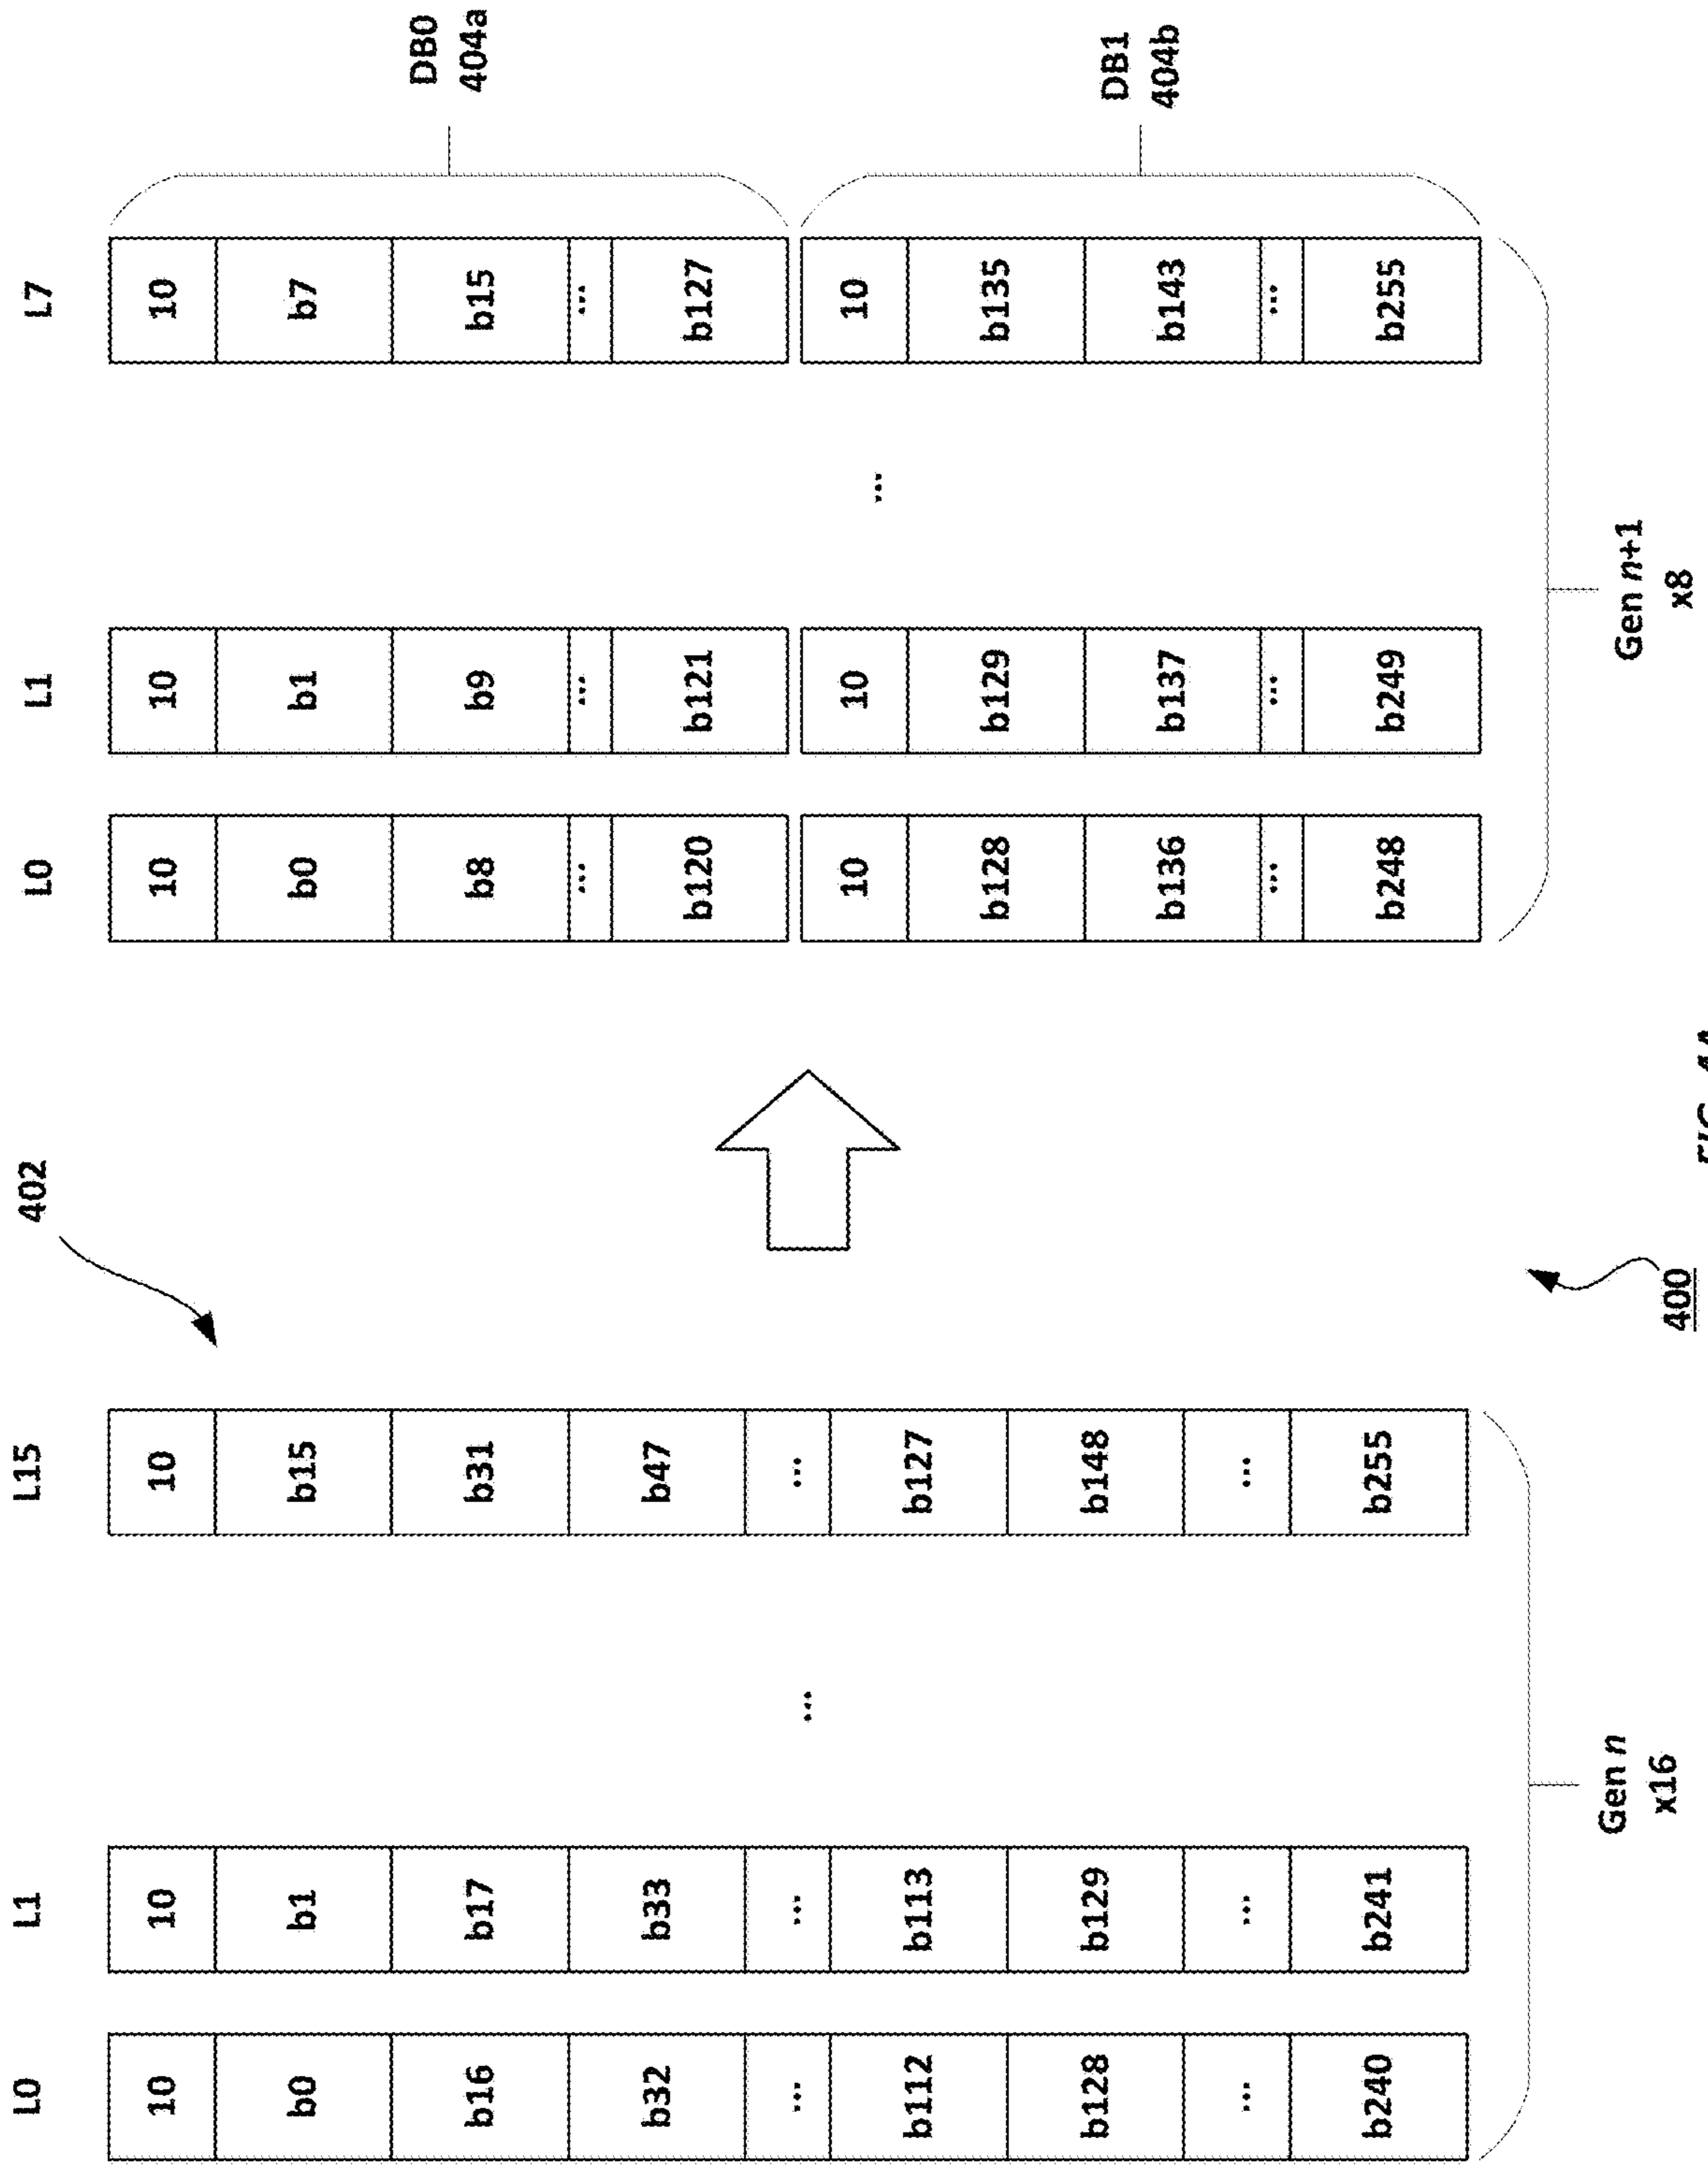 L0 L1 L15 402 L0 L1 L7
10 10 10 10 10 10
b0 b1 b15 b0 b1 b7
b16 b17 b31 b8 b9 b15
b32 b33 b47 ... ... ...
b120 b121 b127
DB0
404a
... ... ...
... ...
b112 b113 b127 10 10 10
b128 b129 b148 b128 b129 b135
b136 b137 b143
... ... ... ... ... ...
b240 b241 b255 b248 b249 b255
DB1
404b
Gen n
x16
Gen n+1
x8
400
FIG. 4A